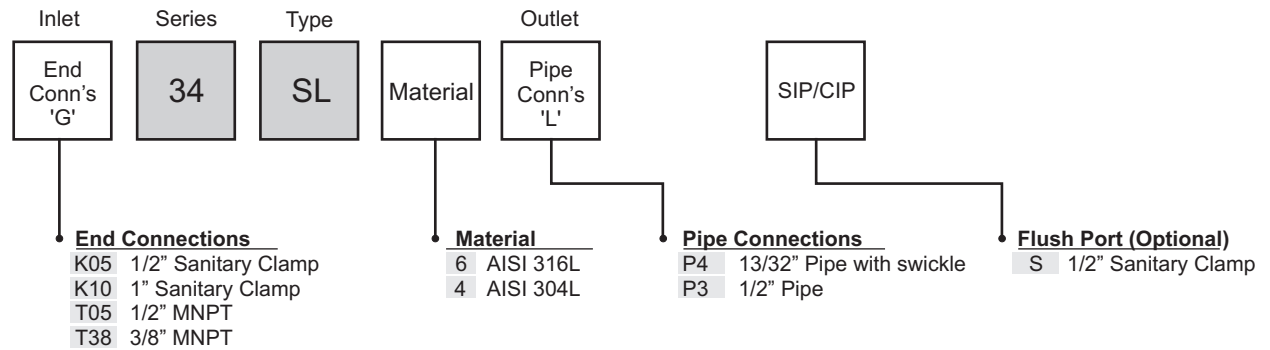 Inlet Series Type Outlet
End
Conn's
'G'
34
SL
Material
Pipe
Conn's
'L'
SIP/CIP
End Connections
K05 1/2” Sanitary Clamp
K10 1” Sanitary Clamp
T05 1/2” MNPT
T38 3/8” MNPT
Material
6 AISI 316L
4 AISI 304L
Pipe Connections
P4 13/32” Pipe with swickle
P3 1/2” Pipe
Flush Port (Optional)
S 1/2” Sanitary Clamp